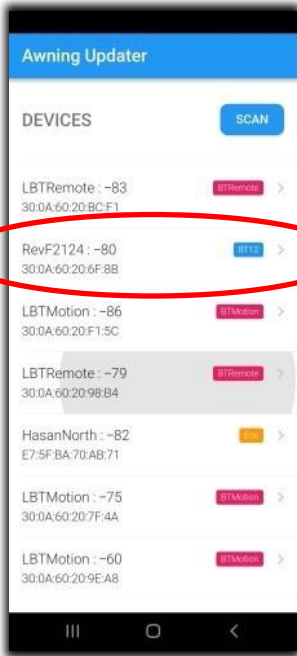 Awning Updater
DEVICES
SCAN
LBTRemote : -83
BTRemote
30:0A:60:20:BC:F1
RevF2124 : -80
BT12
30:0A:60:20:6F:8B
LBTMotion : -86
BTMotion
30:0A:60:20:F1:5C
LBTRemote : -79
BTRemote
30:0A:60:20:98:B4
HasanNorth : -82
E7:5F:BA:70:AB:71
LBTMotion : -75
BTMotion
30:0A:60:20:7F:4A
LBTMotion : -60
BTMotion
30:0A:60:20:9E:A8